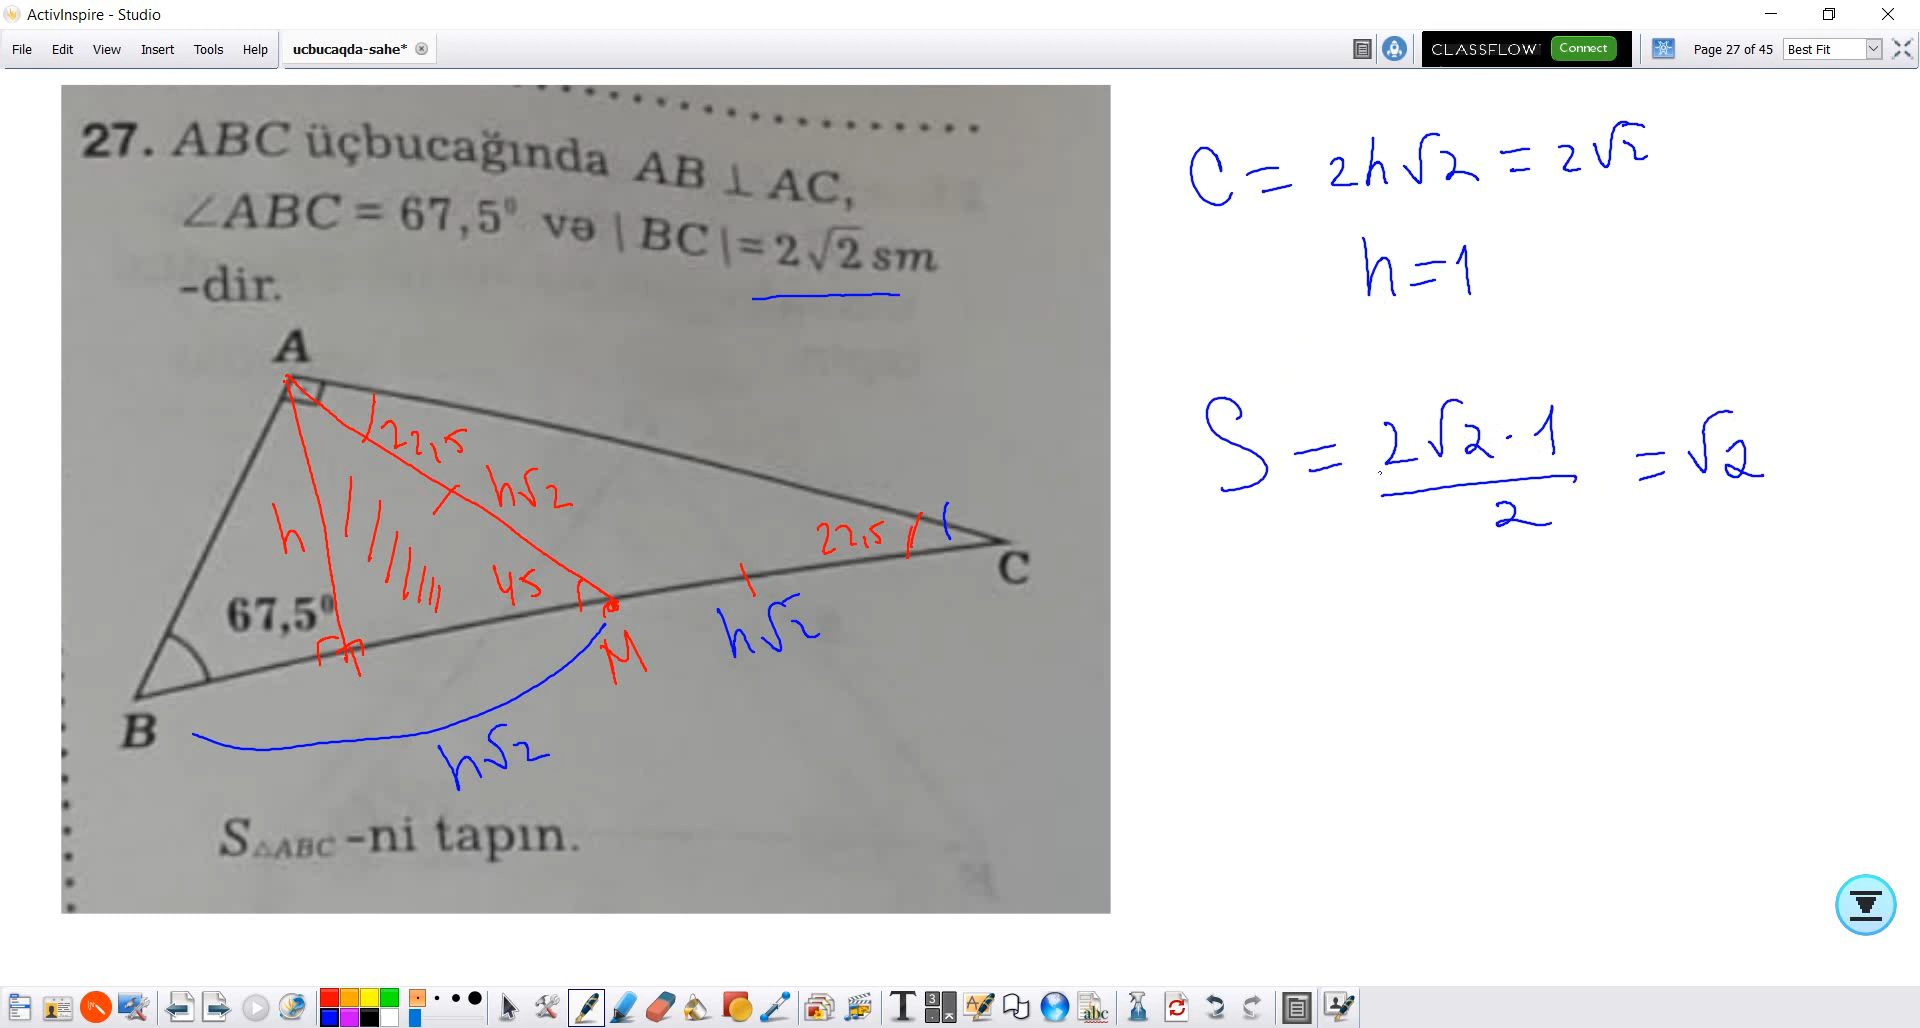 ActivInspire - Studio
File Edit View Insert Tools Help ucbucaqda-sahe* CLASSFLOW Connect Page 27 of 45 Best Fit
27. ABC üçbucağında AB ⊥ AC,
∠ABC = 67,5⁰ və | BC |= 2√2 sm
-dir.
A
22,5
h√2
h
45
22,5
C
67,5⁰
h√2
M
B
h√2
S△ABC -ni tapın.
C = 2h√2 = 2√2
h = 1
S = 2√2 · 1 / 2 = √2